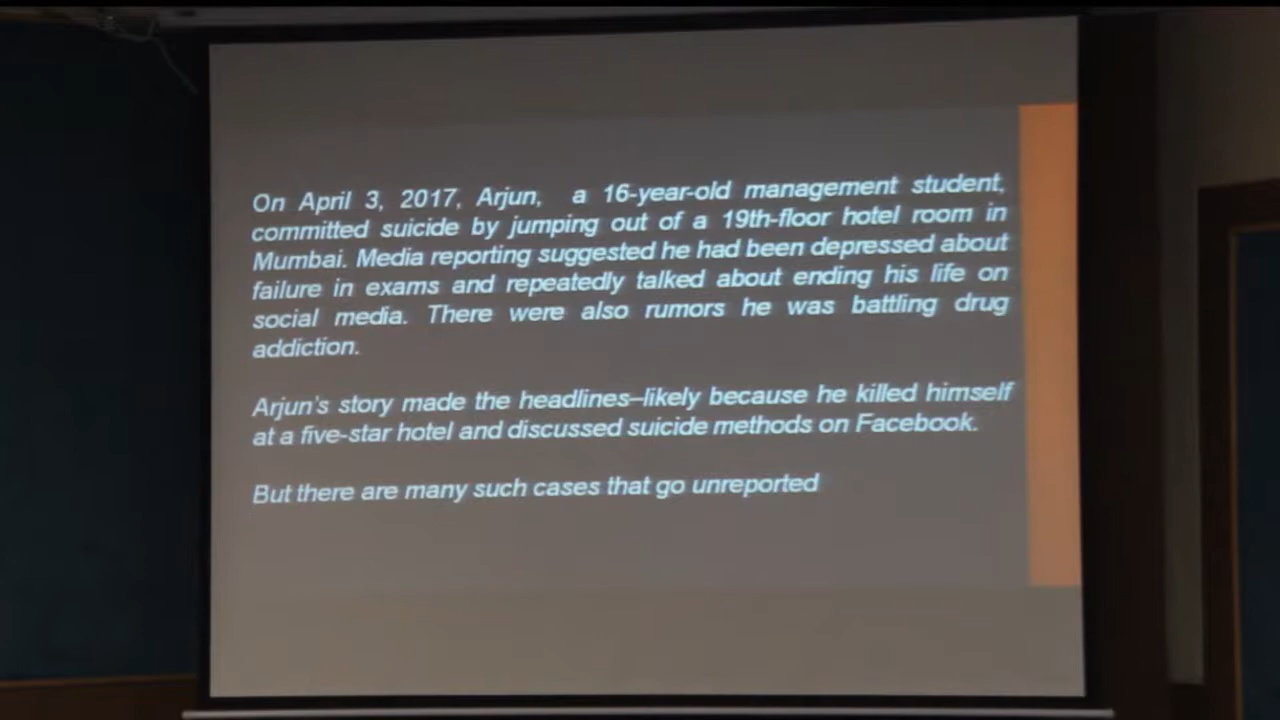 On April 3, 2017, Arjun, a 16-year-old management student,
committed suicide by jumping out of a 19th-floor hotel room in
Mumbai. Media reporting suggested he had been depressed about
failure in exams and repeatedly talked about ending his life on
social media. There were also rumors he was battling drug
addiction.
Arjun's story made the headlines–likely because he killed himself
at a five-star hotel and discussed suicide methods on Facebook.
But there are many such cases that go unreported